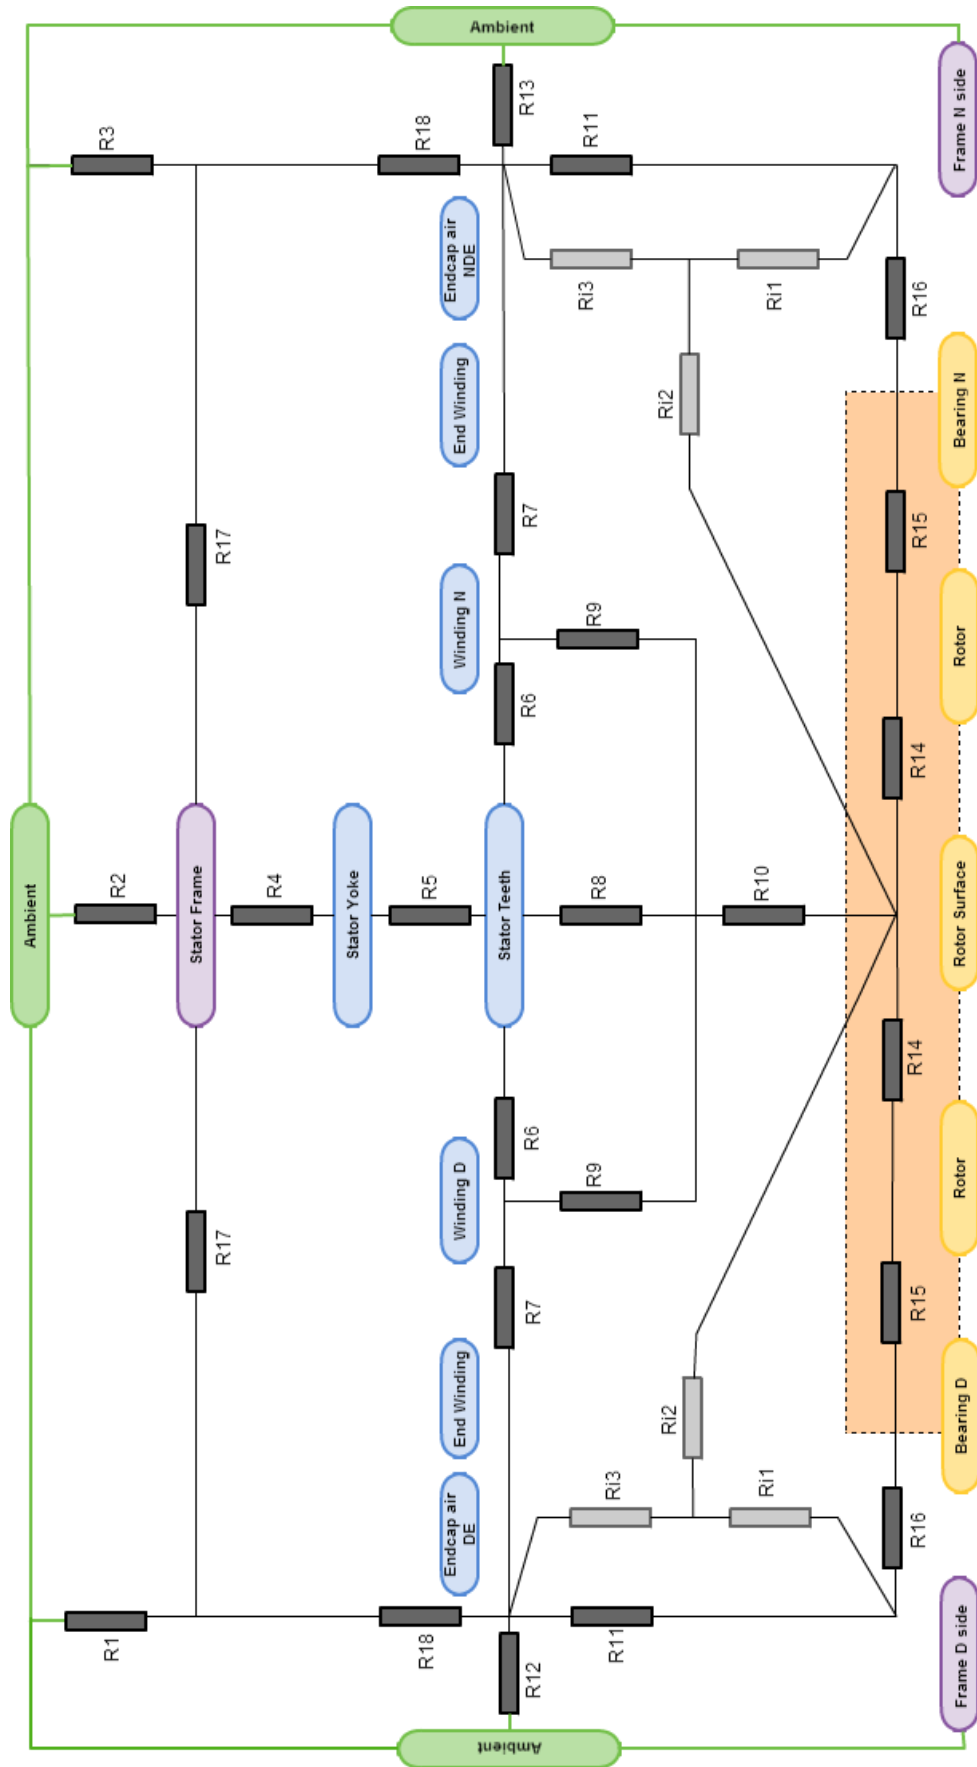 Ambient
R1
R2
R3
Stator Frame
R17
R17
R4
Stator Yoke
R18
R5
R18
Endcap air
DE
End Winding
Winding D
Winding N
End Winding
Endcap air
NDE
Ambient
Stator Teeth
Ambient
R12
R7
R6
R6
R7
R13
R11
R9
R8
R9
R11
Ri3
Ri3
Ri2
Ri2
Ri1
R10
Ri1
R16
R15
R14
R14
R15
R16
Frame D side
Bearing D
Rotor
Rotor Surface
Rotor
Bearing N
Frame N side